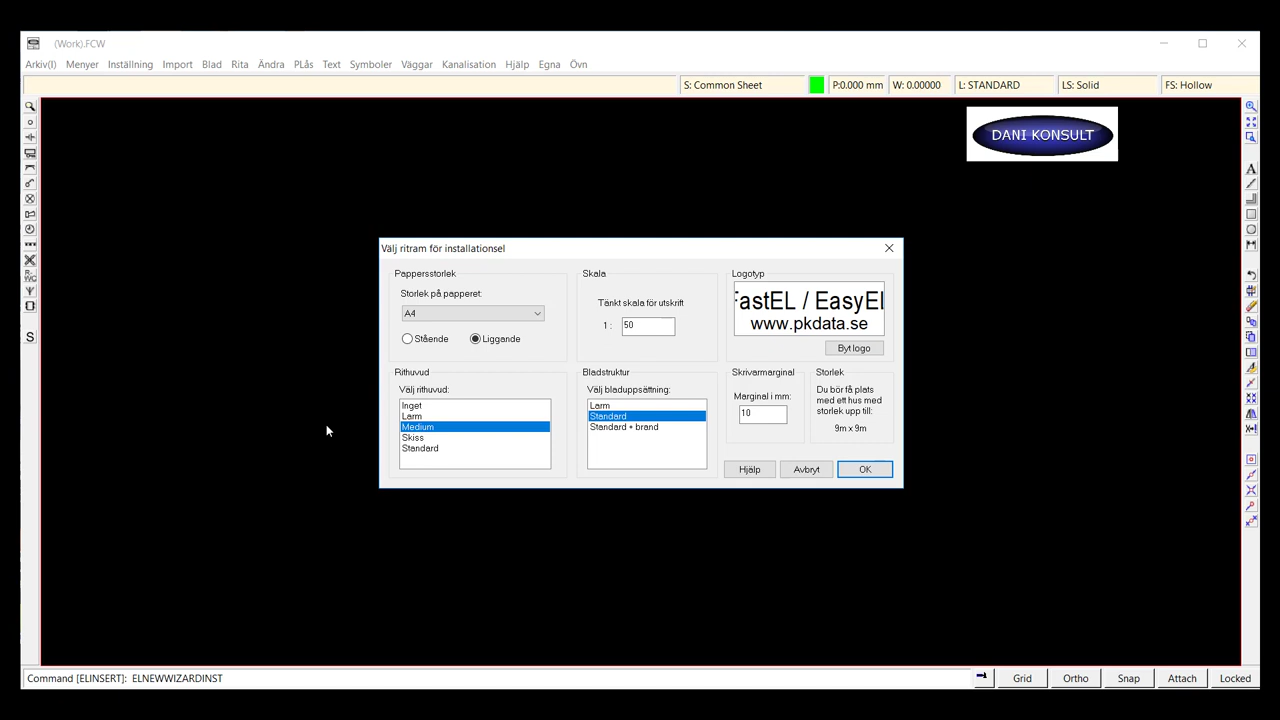 (Work).FCW
Arkiv(I) Menyer Inställning Import Blad Rita Ändra PLås Text Symboler Väggar Kanalisation Hjälp Egna Övn
S: Common Sheet P:0.000 mm W: 0.00000 L: STANDARD LS: Solid FS: Hollow
DANI KONSULT
Välj ritram för installationsel
Pappersstorlek
Storlek på papperet:
A4
Stående Liggande
Skala
Tänkt skala för utskrift
1 : 50
Logotyp
FastEL / EasyEL
www.pkdata.se
Byt logo
Rithuvud
Välj rithuvud:
Inget
Larm
Medium
Skiss
Standard
Bladstruktur
Välj bladuppsättning:
Larm
Standard
Standard + brand
Skrivarmarginal
Marginal i mm:
10
Storlek
Du bör få plats
med ett hus med
storlek upp till:
9m x 9m
Hjälp Avbryt OK
A
R-
WC
S
Command [ELINSERT]: ELNEWWIZARDINST
Grid Ortho Snap Attach Locked